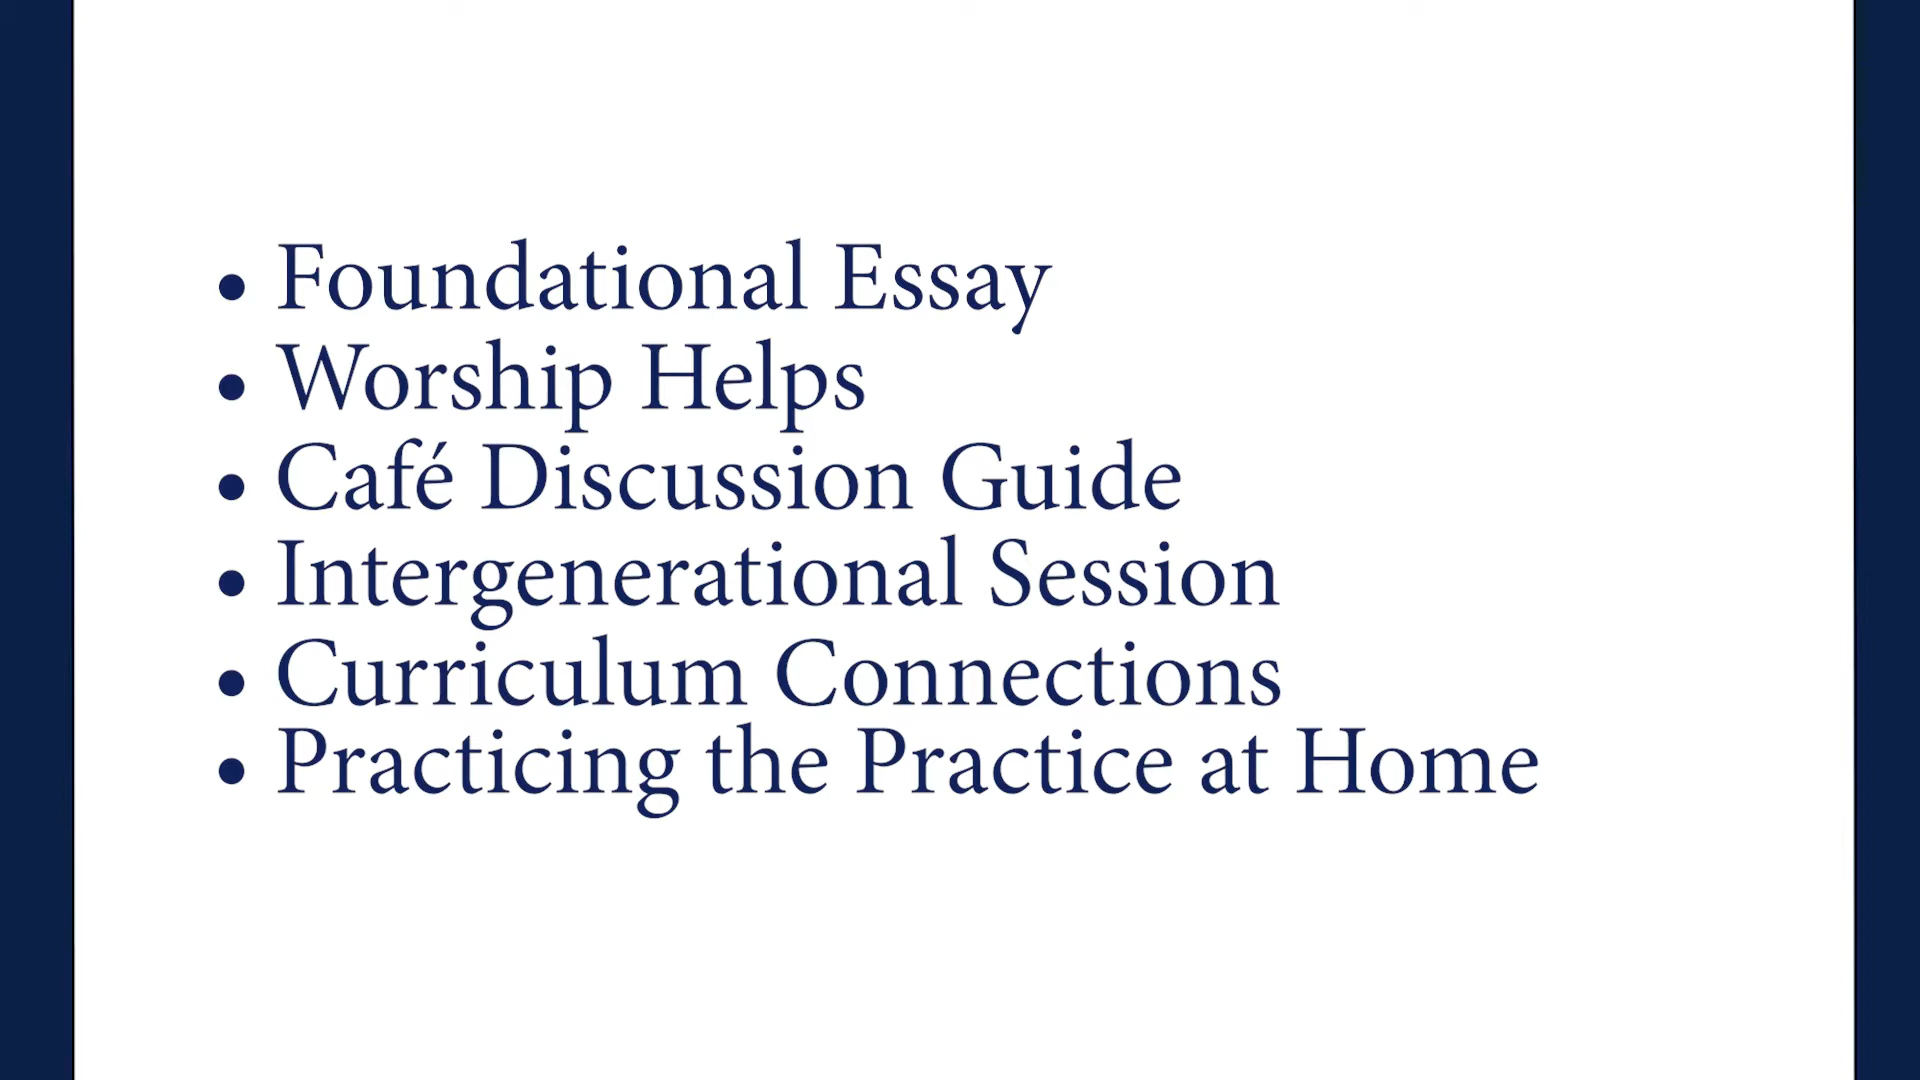 • Foundational Essay
• Worship Helps
• Café Discussion Guide
• Intergenerational Session
• Curriculum Connections
• Practicing the Practice at Home